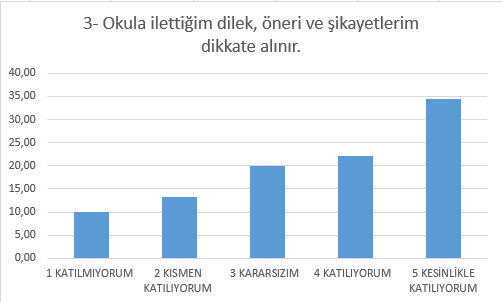 3- Okula ilettiğim dilek, öneri ve şikayetlerim
dikkate alınır.
40,00
35,00
30,00
25,00
20,00
15,00
10,00
5,00
0,00
1 KATILMIYORUM
2 KISMEN
KATILIYORUM
3 KARARSIZIM
4 KATILIYORUM
5 KESİNLİKLE
KATILIYORUM